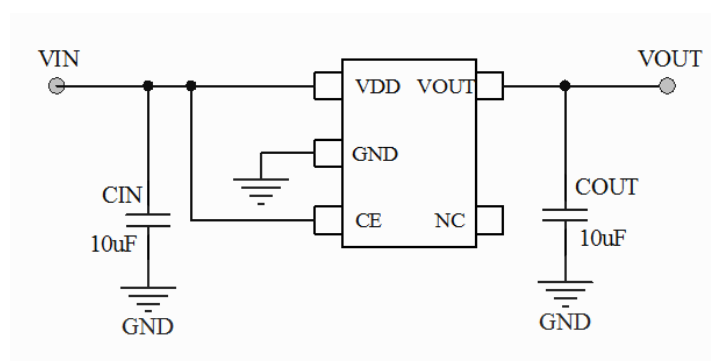 VIN
VOUT
VDD VOUT
GND
CIN
COUT
CE NC
10uF
10uF
GND
GND